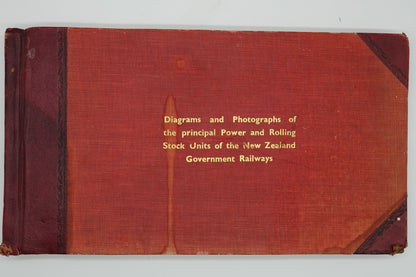 Diagrams and Photographs of
the principal Power and Rolling
Stock Units of the New Zealand
Government Railways